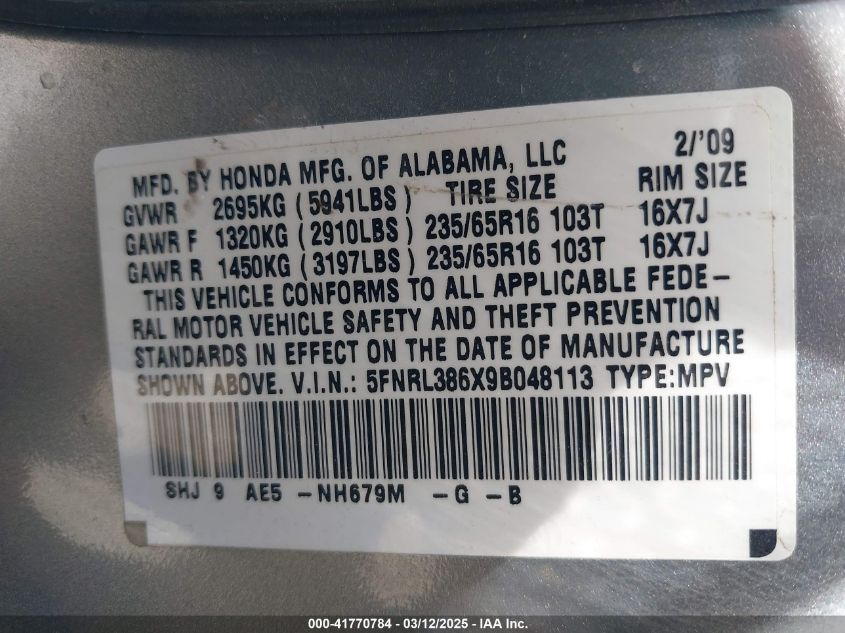 2/'09
MFD. BY HONDA MFG. OF ALABAMA, LLC
TIRE SIZE RIM SIZE
GVWR 2695KG (5941LBS)
GAWR F 1320KG (2910LBS) 235/65R16 103T 16X7J
GAWR R 1450KG (3197LBS) 235/65R16 103T 16X7J
THIS VEHICLE CONFORMS TO ALL APPLICABLE FEDE-
RAL MOTOR VEHICLE SAFETY AND THEFT PREVENTION
STANDARDS IN EFFECT ON THE DATE OF MANUFACTURE
SHOWN ABOVE. V.I.N.: 5FNRL386X9B048113 TYPE:MPV
SHJ 9 AE5 -NH679M -G -B
000-41770784 - 03/12/2025 - IAA Inc.